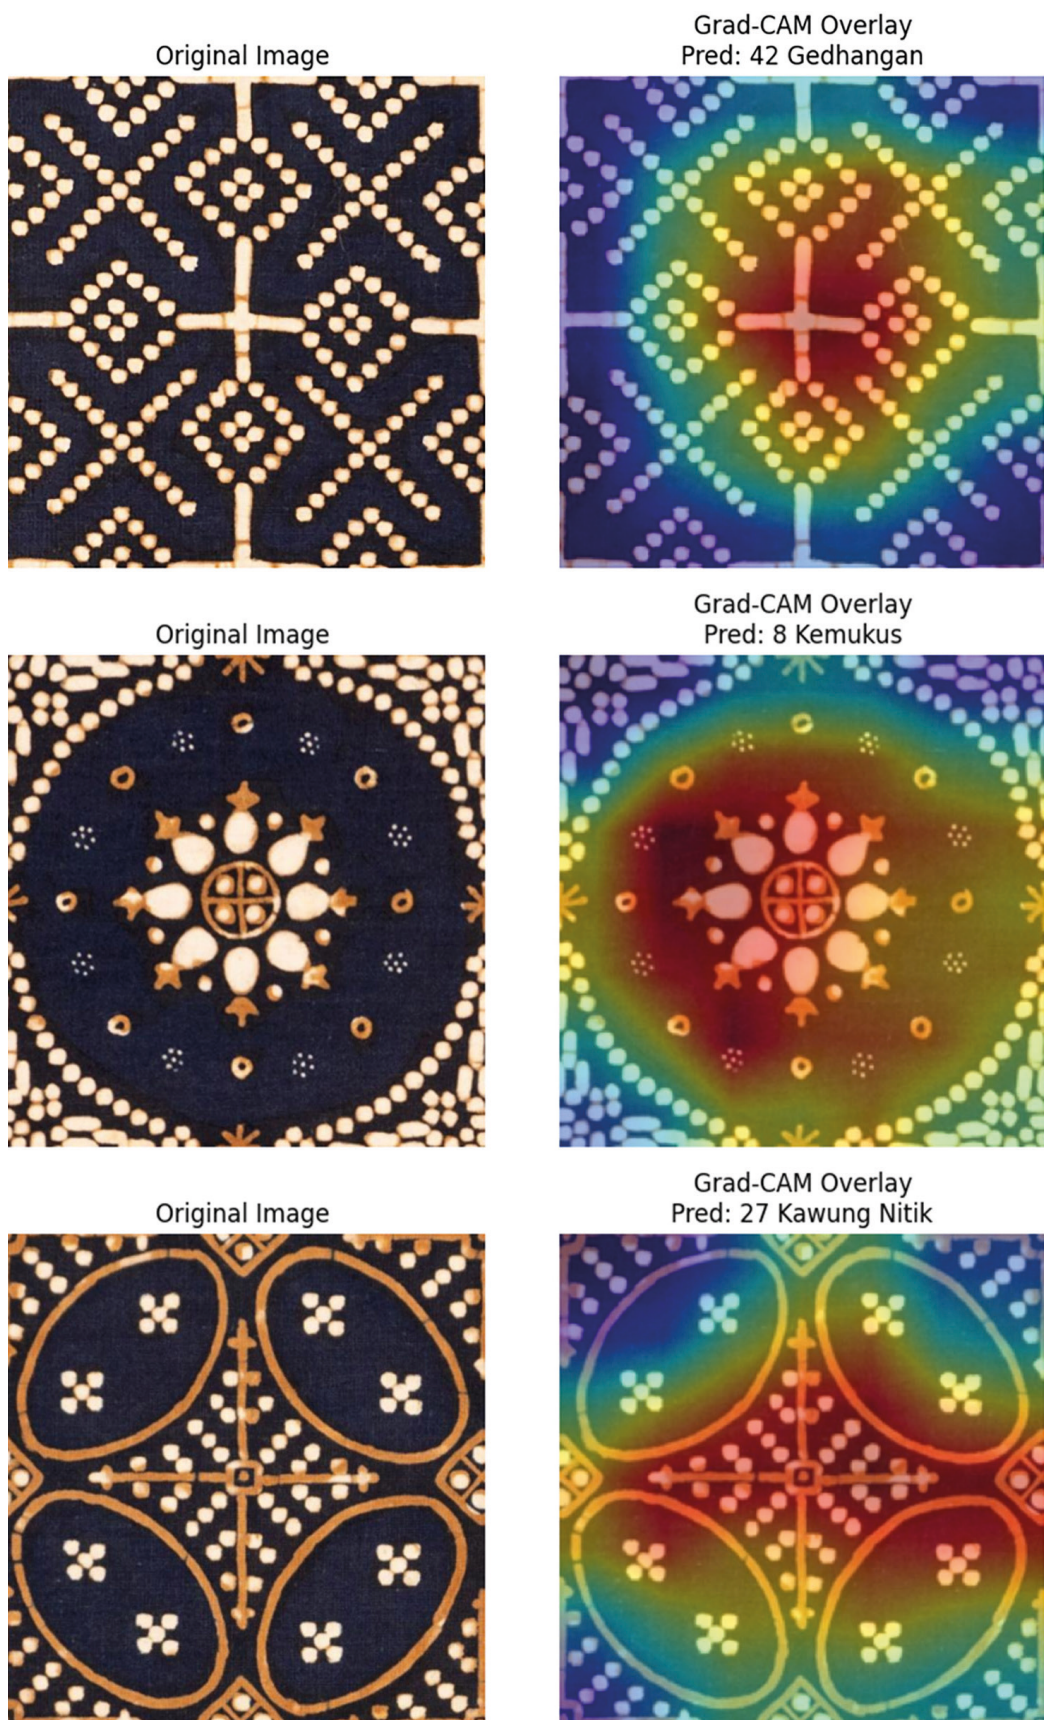 Original Image
Grad-CAM Overlay
Pred: 42 Gedhangan
Original Image
Grad-CAM Overlay
Pred: 8 Kemukus
Original Image
Grad-CAM Overlay
Pred: 27 Kawung Nitik